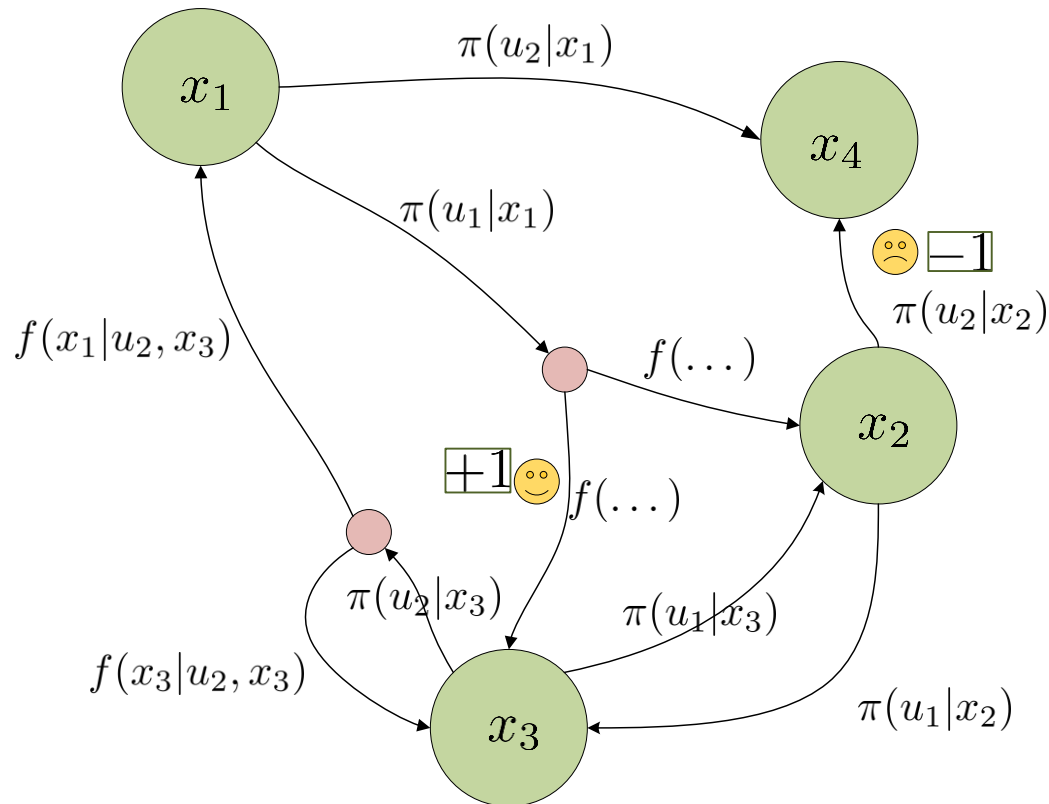 π(u₂|x₁)
x₁
x₄
π(u₁|x₁)
−1
π(u₂|x₂)
f(x₁|u₂, x₃)
f(...)
x₂
+1
f(...)
π(u₂|x₃)
π(u₁|x₃)
f(x₃|u₂, x₃)
π(u₁|x₂)
x₃